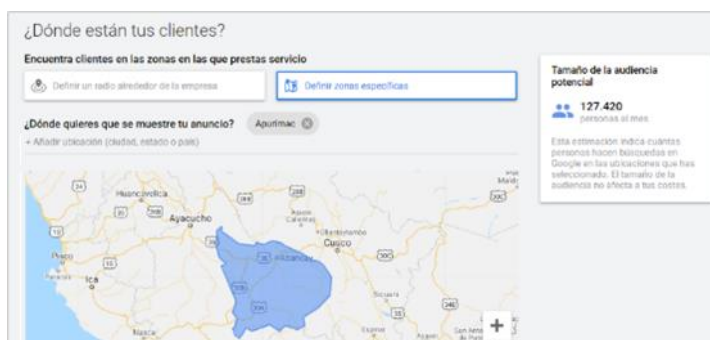 ¿Dónde están tus clientes?
Encuentra clientes en las zonas en las que prestas servicio
Definir un radio alrededor de la empresa
Definir zonas específicas
¿Dónde quieres que se muestre tu anuncio?
Apurimac
+ Añadir ubicación (ciudad, estado o país)
Tamaño de la audiencia
potencial
127.420
personas al mes
Esta estimación indica cuántas
personas hacen búsquedas en
Google en las ubicaciones que has
seleccionado. El tamaño de la
audiencia no afecta a tus costes.
Huancavelica
Ayacucho
Cusco
Abancay
Ica
Pisco
Paracas
Nazca
Sicuani
Espinar